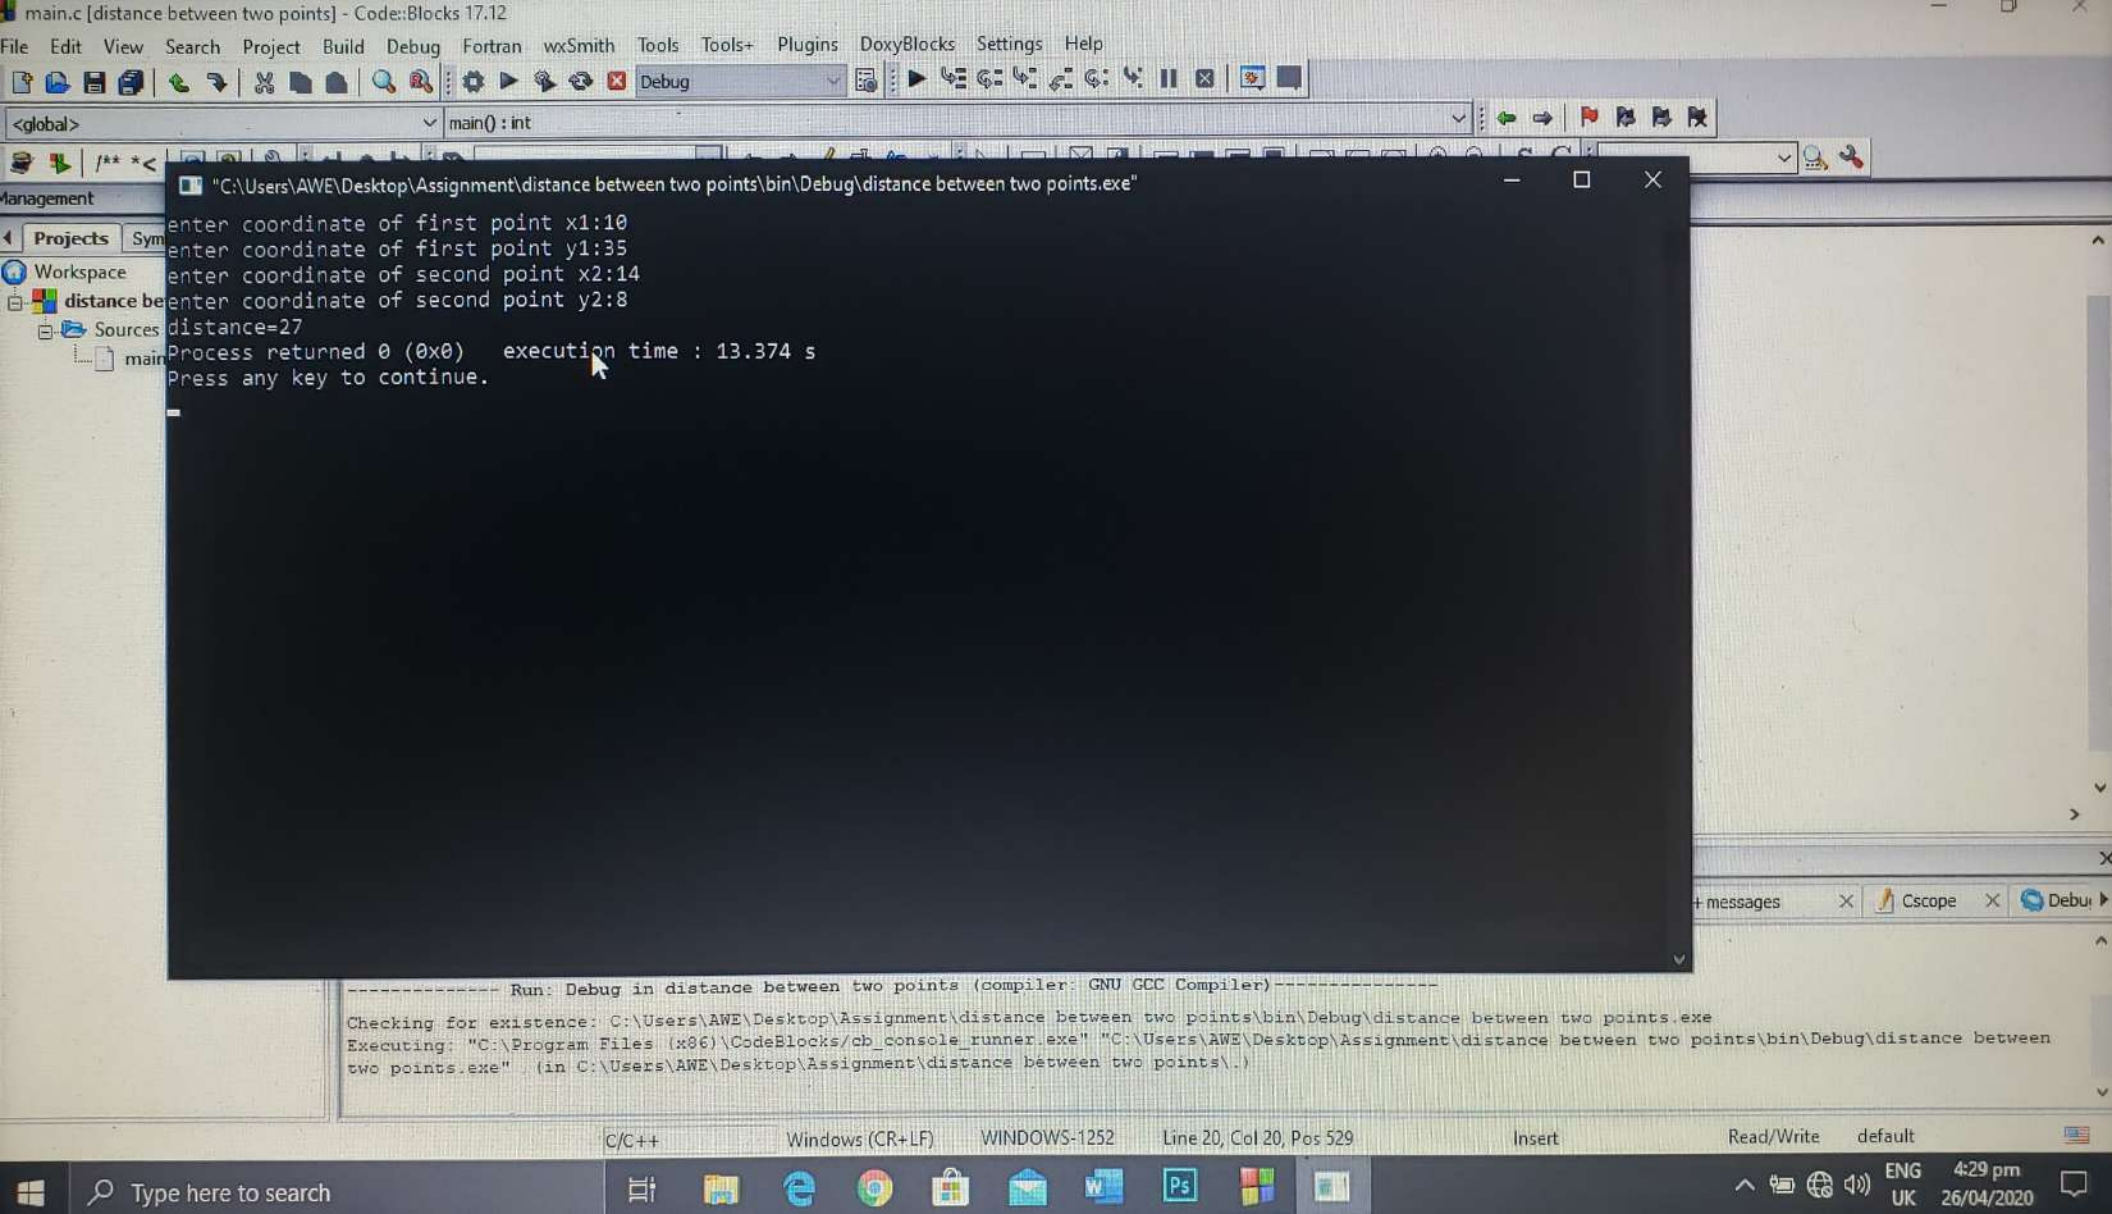 main.c [distance between two points] - Code::Blocks 17.12
File Edit View Search Project Build Debug Fortran wxSmith Tools Tools+ Plugins DoxyBlocks Settings Help
Debug
<global> main() : int
/** *<
"C:\Users\AWE\Desktop\Assignment\distance between two points\bin\Debug\distance between two points.exe"
Management
Projects Sym
Workspace
distance be
Sources
main
enter coordinate of first point x1:10
enter coordinate of first point y1:35
enter coordinate of second point x2:14
enter coordinate of second point y2:8
distance=27
Process returned 0 (0x0) execution time : 13.374 s
Press any key to continue.
+ messages Cscope Debu
-------------- Run: Debug in distance between two points (compiler: GNU GCC Compiler)---------------
Checking for existence: C:\Users\AWE\Desktop\Assignment\distance between two points\bin\Debug\distance between two points.exe
Executing: "C:\Program Files (x86)\CodeBlocks/cb_console_runner.exe" "C:\Users\AWE\Desktop\Assignment\distance between two points\bin\Debug\distance between
two points.exe" (in C:\Users\AWE\Desktop\Assignment\distance between two points\.)
C/C++ Windows (CR+LF) WINDOWS-1252 Line 20, Col 20, Pos 529 Insert Read/Write default
Type here to search
Ps
W
ENG
UK
4:29 pm
26/04/2020